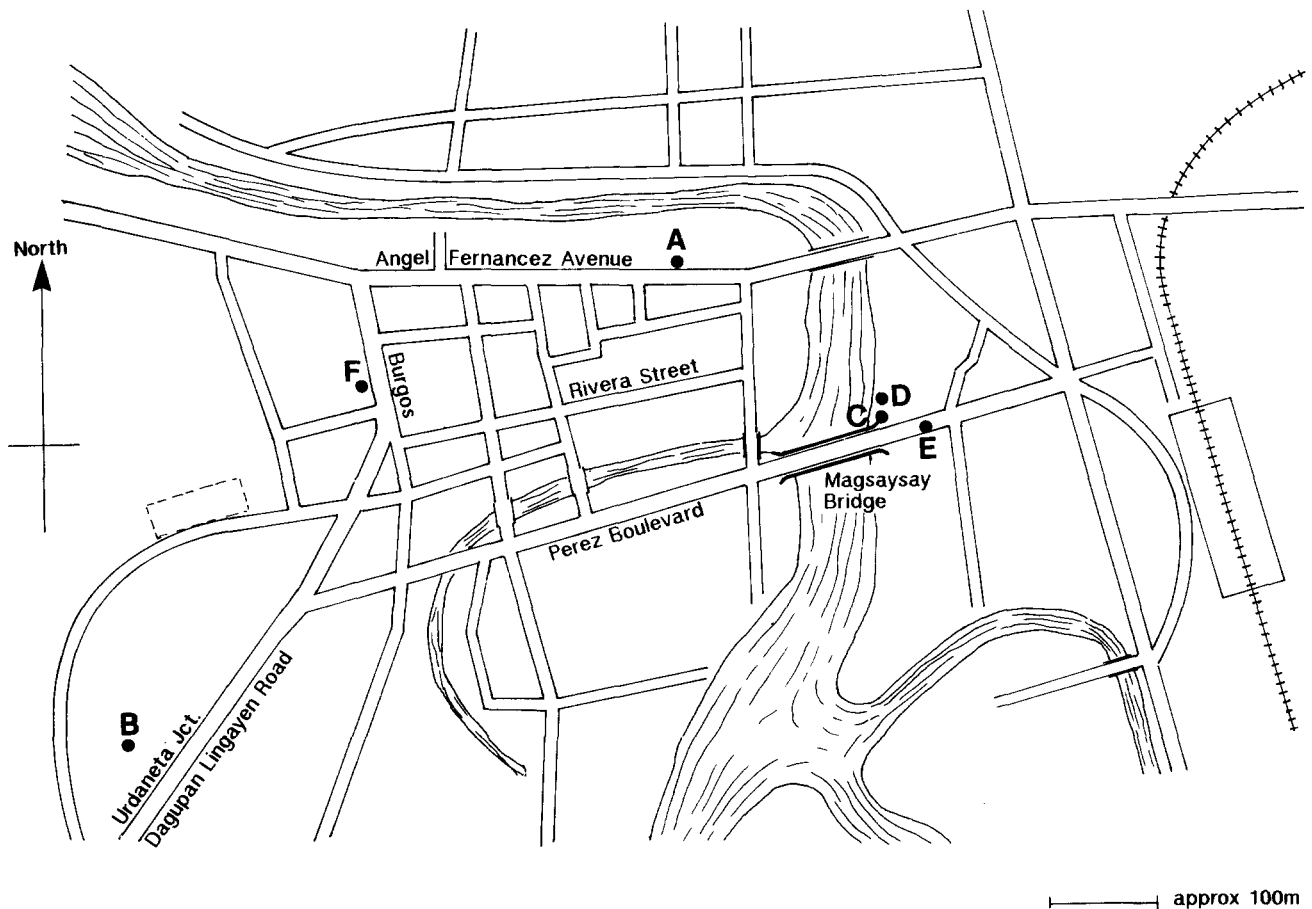 North
Angel Fernancez Avenue
A
F
Burgos
Rivera Street
D
C
E
Magsaysay
Bridge
Perez Boulevard
B
Urdaneta Jct.
Dagupan Lingayen Road
approx 100m